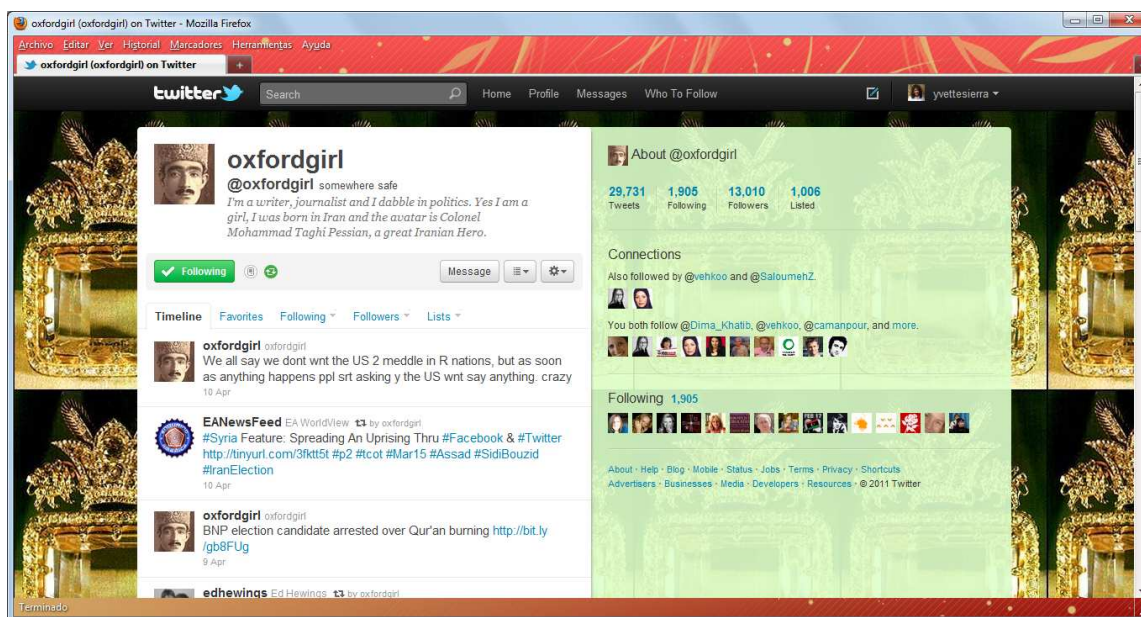 oxfordgirl (oxfordgirl) on Twitter - Mozilla Firefox
Archivo Editar Ver Historial Marcadores Herramientas Ayuda
oxfordgirl (oxfordgirl) on Twitter
twitter Search Home Profile Messages Who To Follow yvettesierra
oxfordgirl
@oxfordgirl somewhere safe
I'm a writer, journalist and I dabble in politics. Yes I am a
girl, I was born in Iran and the avatar is Colonel
Mohammad Taghi Pessian, a great Iranian Hero.
Following Message
Timeline Favorites Following Followers Lists
oxfordgirl oxfordgirl
We all say we dont wnt the US 2 meddle in R nations, but as soon
as anything happens ppl srt asking y the US wnt say anything. crazy
10 Apr
EANewsFeed EA WorldView by oxfordgirl
#Syria Feature: Spreading An Uprising Thru #Facebook & #Twitter
http://tinyurl.com/3fktt5t #p2 #tcot #Mar15 #Assad #SidiBouzid
#IranElection
10 Apr
oxfordgirl oxfordgirl
BNP election candidate arrested over Qur'an burning http://bit.ly
/gb8FUg
9 Apr
edhewings Ed Hewings by oxfordgirl
About @oxfordgirl
29,731 1,905 13,010 1,006
Tweets Following Followers Listed
Connections
Also followed by @vehkoo and @SaloumehZ.
You both follow @Dima_Khatib, @vehkoo, @camanpour, and more.
Following 1,905
About · Help · Blog · Mobile · Status · Jobs · Terms · Privacy · Shortcuts
Advertisers · Businesses · Media · Developers · Resources · © 2011 Twitter
Terminado